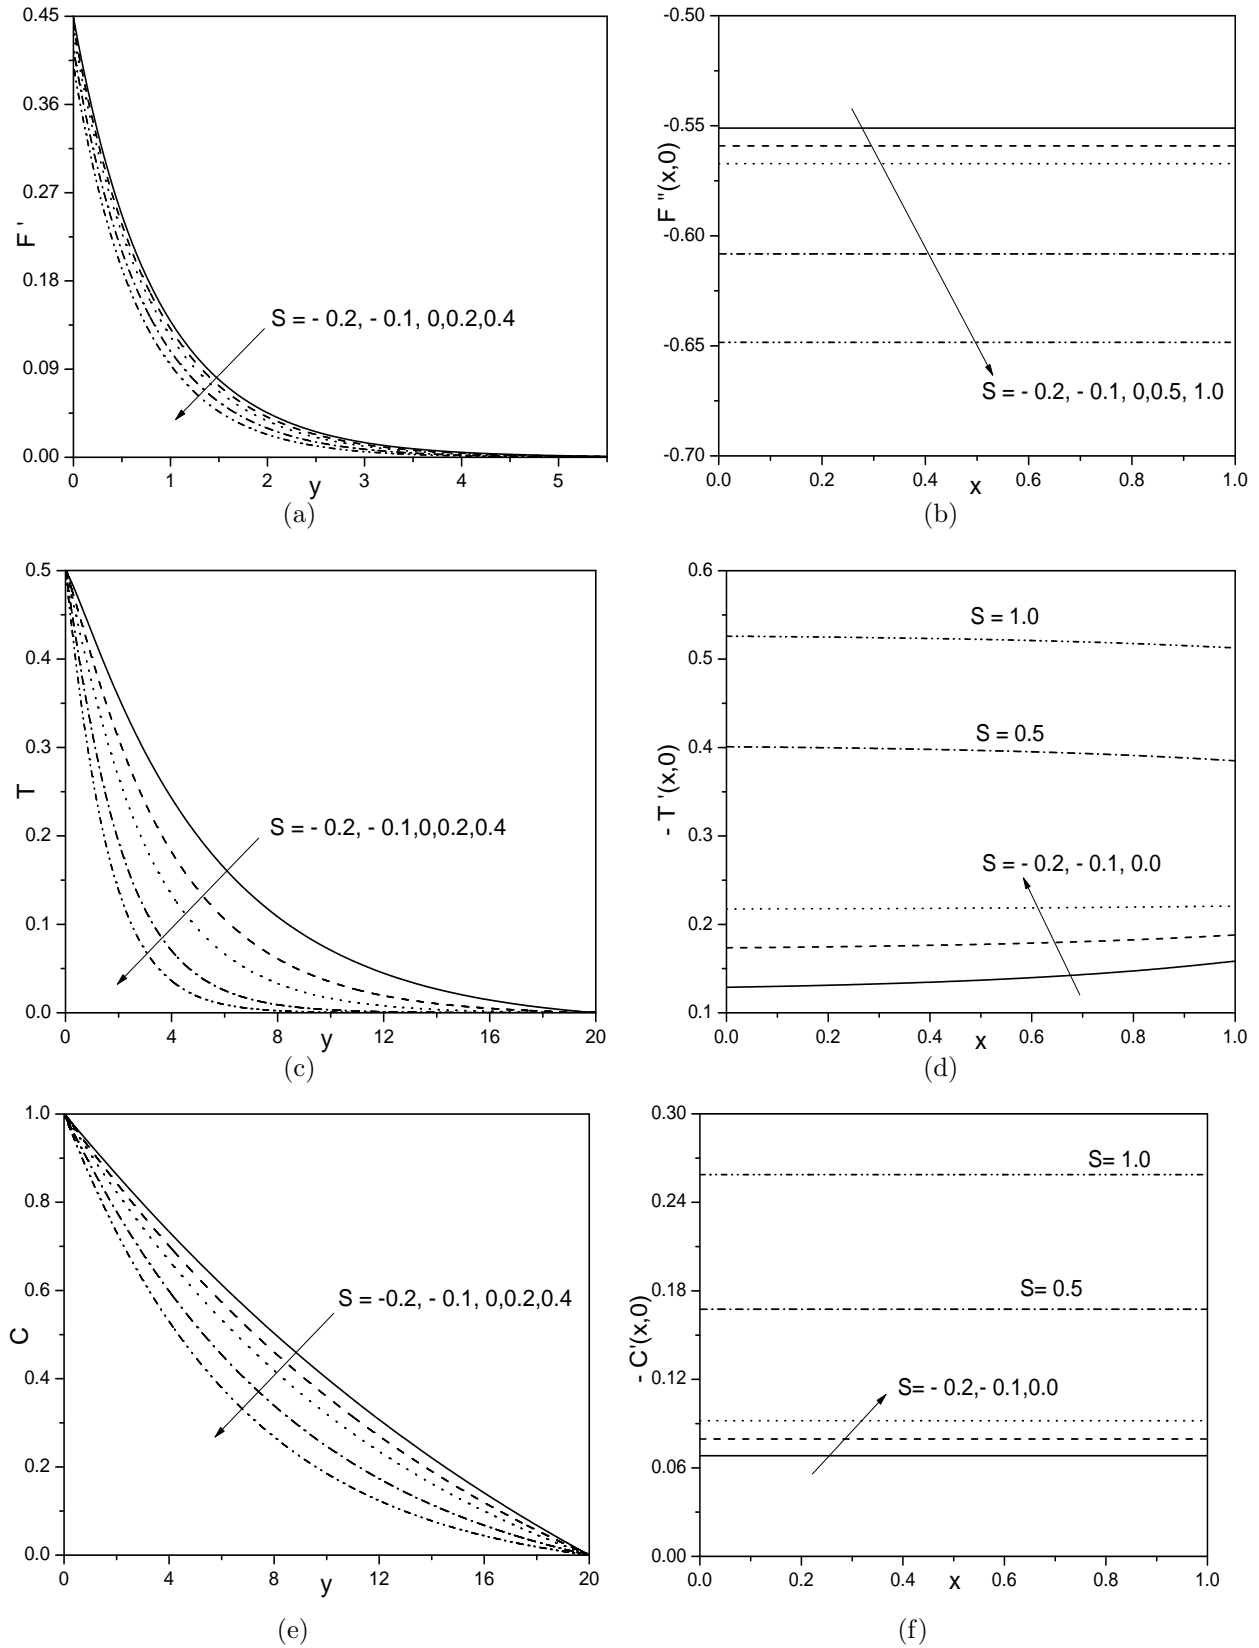 0.45
0.36
0.27
0.18
0.09
0.00
F '
S = - 0.2, - 0.1, 0,0.2,0.4
0 1 2 3 4 5
y
(a)
-0.50
-0.55
-0.60
-0.65
-0.70
F ''(x,0)
S = - 0.2, - 0.1, 0,0.5, 1.0
0.0 0.2 0.4 0.6 0.8 1.0
x
(b)
0.5
0.4
0.3
0.2
0.1
0.0
T
S = - 0.2, - 0.1,0,0.2,0.4
0 4 8 12 16 20
y
(c)
0.6
0.5
0.4
0.3
0.2
0.1
- T '(x,0)
S = 1.0
S = 0.5
S = - 0.2, - 0.1, 0.0
0.0 0.2 0.4 0.6 0.8 1.0
x
(d)
1.0
0.8
0.6
0.4
0.2
0.0
C
S = -0.2, - 0.1, 0,0.2,0.4
0 4 8 12 16 20
y
(e)
0.30
0.24
0.18
0.12
0.06
0.00
- C'(x,0)
S= 1.0
S= 0.5
S= - 0.2,- 0.1,0.0
0.0 0.2 0.4 0.6 0.8 1.0
x
(f)